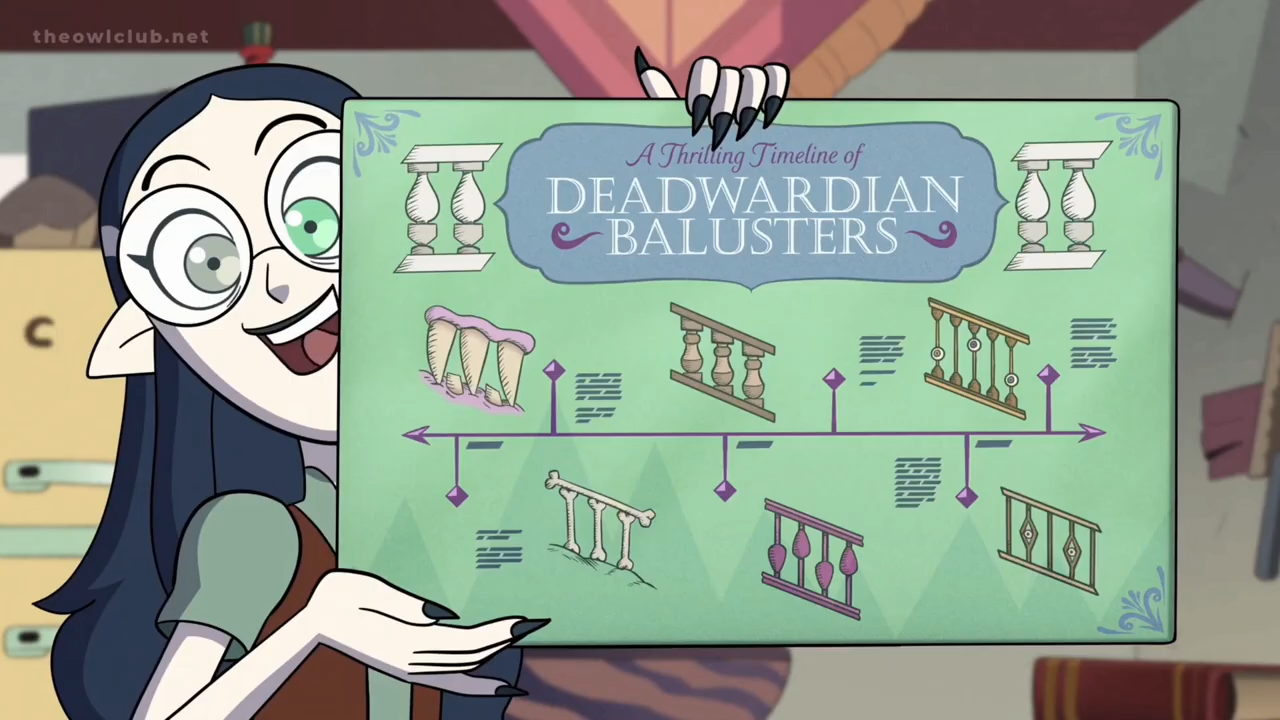 theowlclub.net
A Thrilling Timeline of
DEADWARDIAN
BALUSTERS